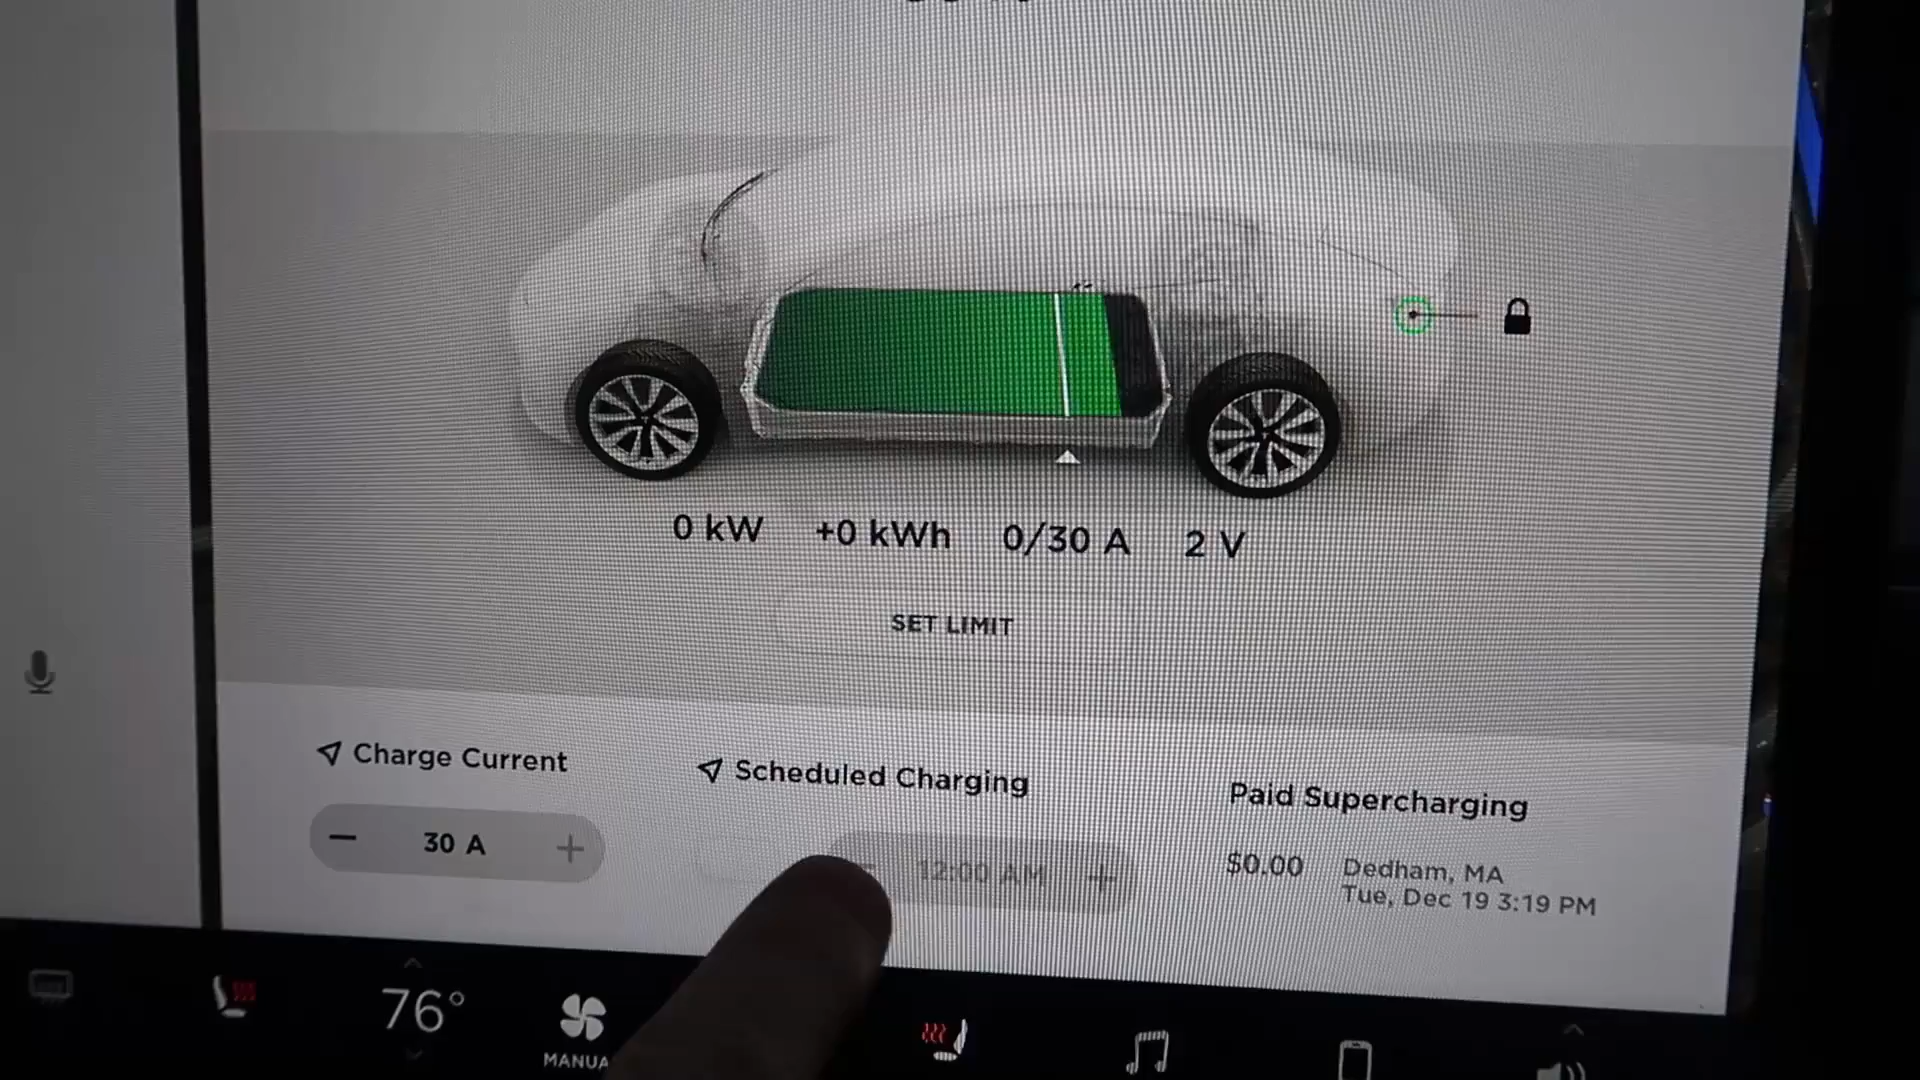 0 kW +0 kWh 0/30 A 2 V
SET LIMIT
Charge Current
Scheduled Charging
Paid Supercharging
30 A
12:00 AM
$0.00
Dedham, MA
Tue, Dec 19 3:19 PM
76°
MANUA